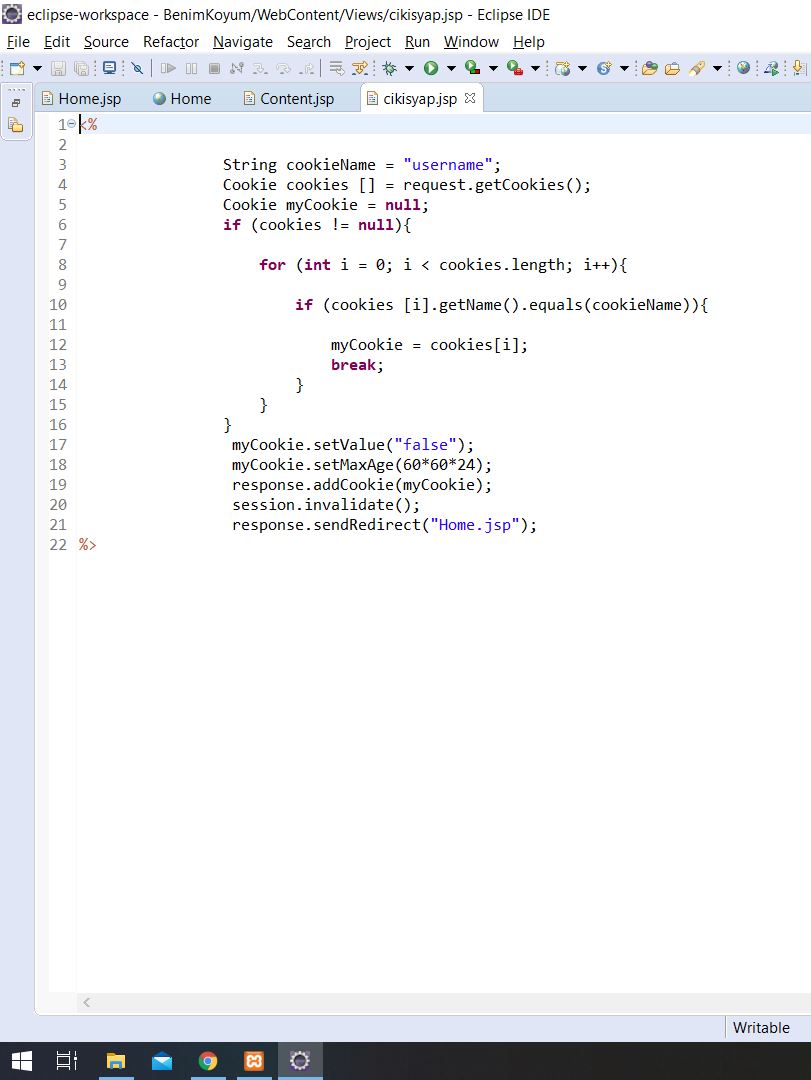 eclipse-workspace - BenimKoyum/WebContent/Views/cikisyap.jsp - Eclipse IDE
File Edit Source Refactor Navigate Search Project Run Window Help
Home.jsp Home Content.jsp cikisyap.jsp
1 <%
2
3 String cookieName = "username";
4 Cookie cookies [] = request.getCookies();
5 Cookie myCookie = null;
6 if (cookies != null){
7
8 for (int i = 0; i < cookies.length; i++){
9
10 if (cookies [i].getName().equals(cookieName)){
11
12 myCookie = cookies[i];
13 break;
14 }
15 }
16 }
17 myCookie.setValue("false");
18 myCookie.setMaxAge(60*60*24);
19 response.addCookie(myCookie);
20 session.invalidate();
21 response.sendRedirect("Home.jsp");
22 %>
Writable